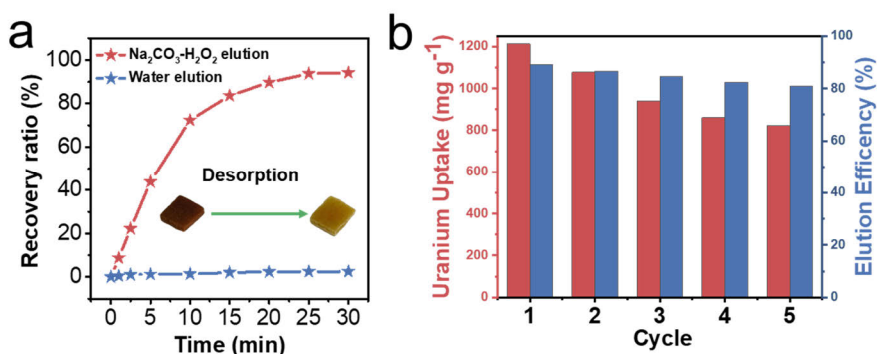 a
Na₂CO₃-H₂O₂ elution
Water elution
Recovery ratio (%)
100
80
60
40
20
0
Desorption
0 5 10 15 20 25 30
Time (min)
b
Uranium Uptake (mg g⁻¹)
1200
1000
800
600
400
200
0
1 2 3 4 5
Cycle
100
80
60
40
20
0
Elution Efficency (%)